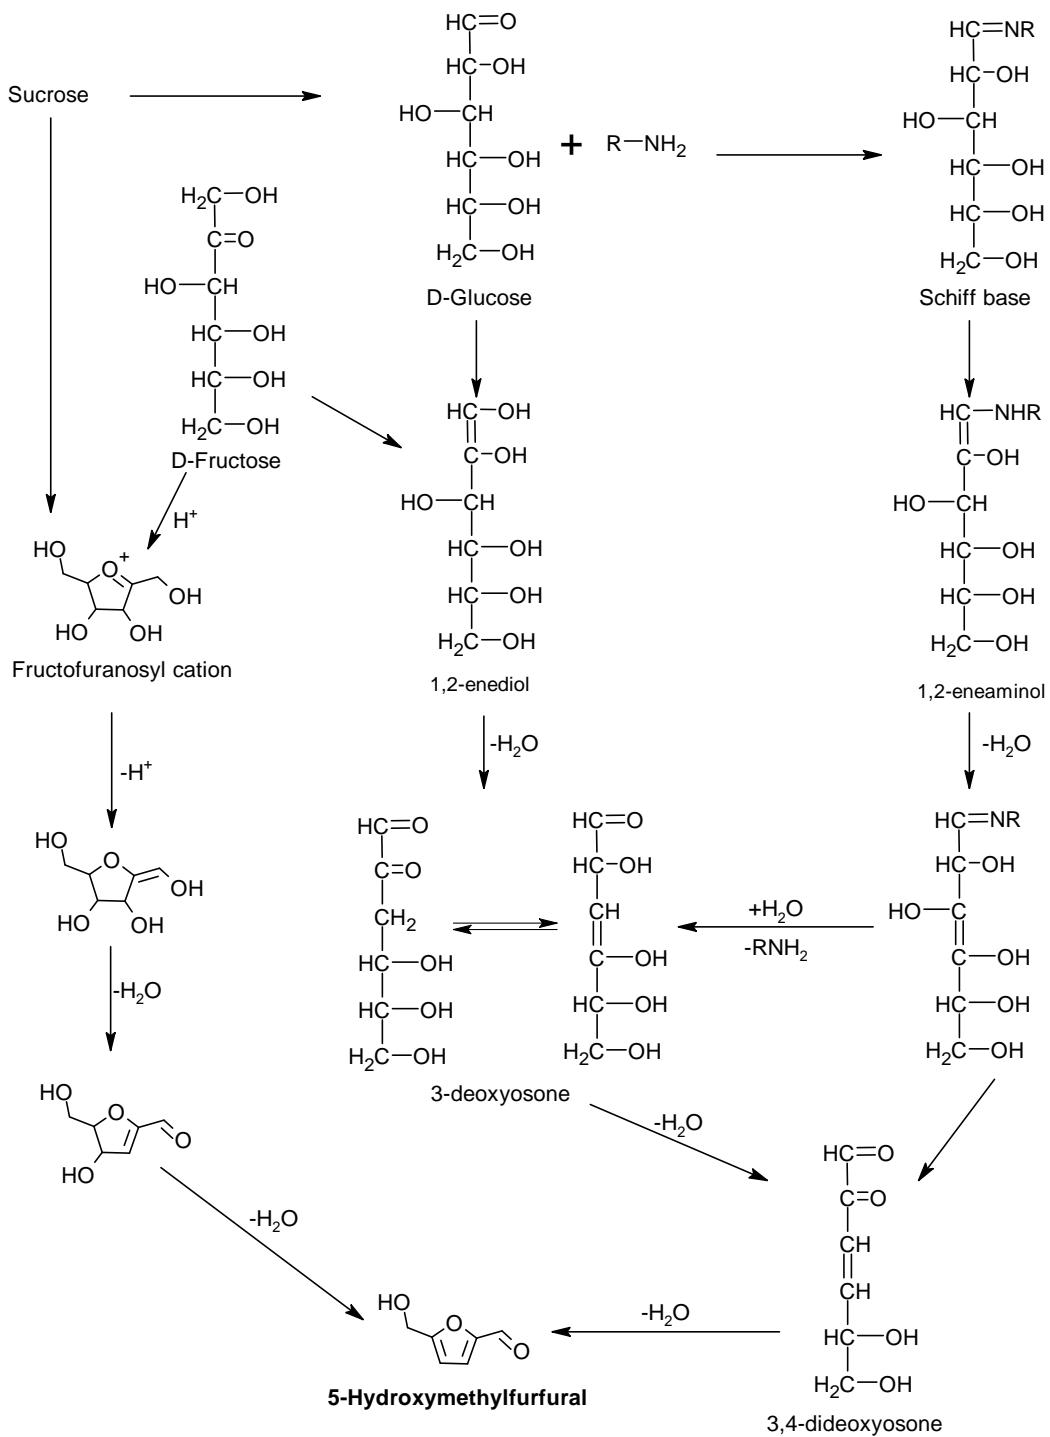 HC=O
HC-OH
HO-CH
HC-OH
HC-OH
H2C-OH
D-Glucose
+
R-NH2
HC=NR
HC-OH
HO-CH
HC-OH
HC-OH
H2C-OH
Schiff base
Sucrose
H2C-OH
C=O
HO-CH
HC-OH
HC-OH
H2C-OH
D-Fructose
H+
HO
O+
OH
HO
OH
Fructofuranosyl cation
HC-OH
C-OH
HO-CH
HC-OH
HC-OH
H2C-OH
1,2-enediol
HC-NHR
C-OH
HO-CH
HC-OH
HC-OH
H2C-OH
1,2-eneaminol
-H+
-H2O
-H2O
HO
O
OH
HO
OH
HC=O
C=O
CH2
HC-OH
HC-OH
H2C-OH
HC=O
HC-OH
CH
C-OH
HC-OH
H2C-OH
3-deoxyosone
+H2O
-RNH2
HC=NR
HC-OH
HO-C
C-OH
HC-OH
H2C-OH
-H2O
HO
O
O
HO
-H2O
-H2O
HC=O
C=O
CH
CH
HC-OH
H2C-OH
3,4-dideoxyosone
-H2O
HO
O
O
5-Hydroxymethylfurfural